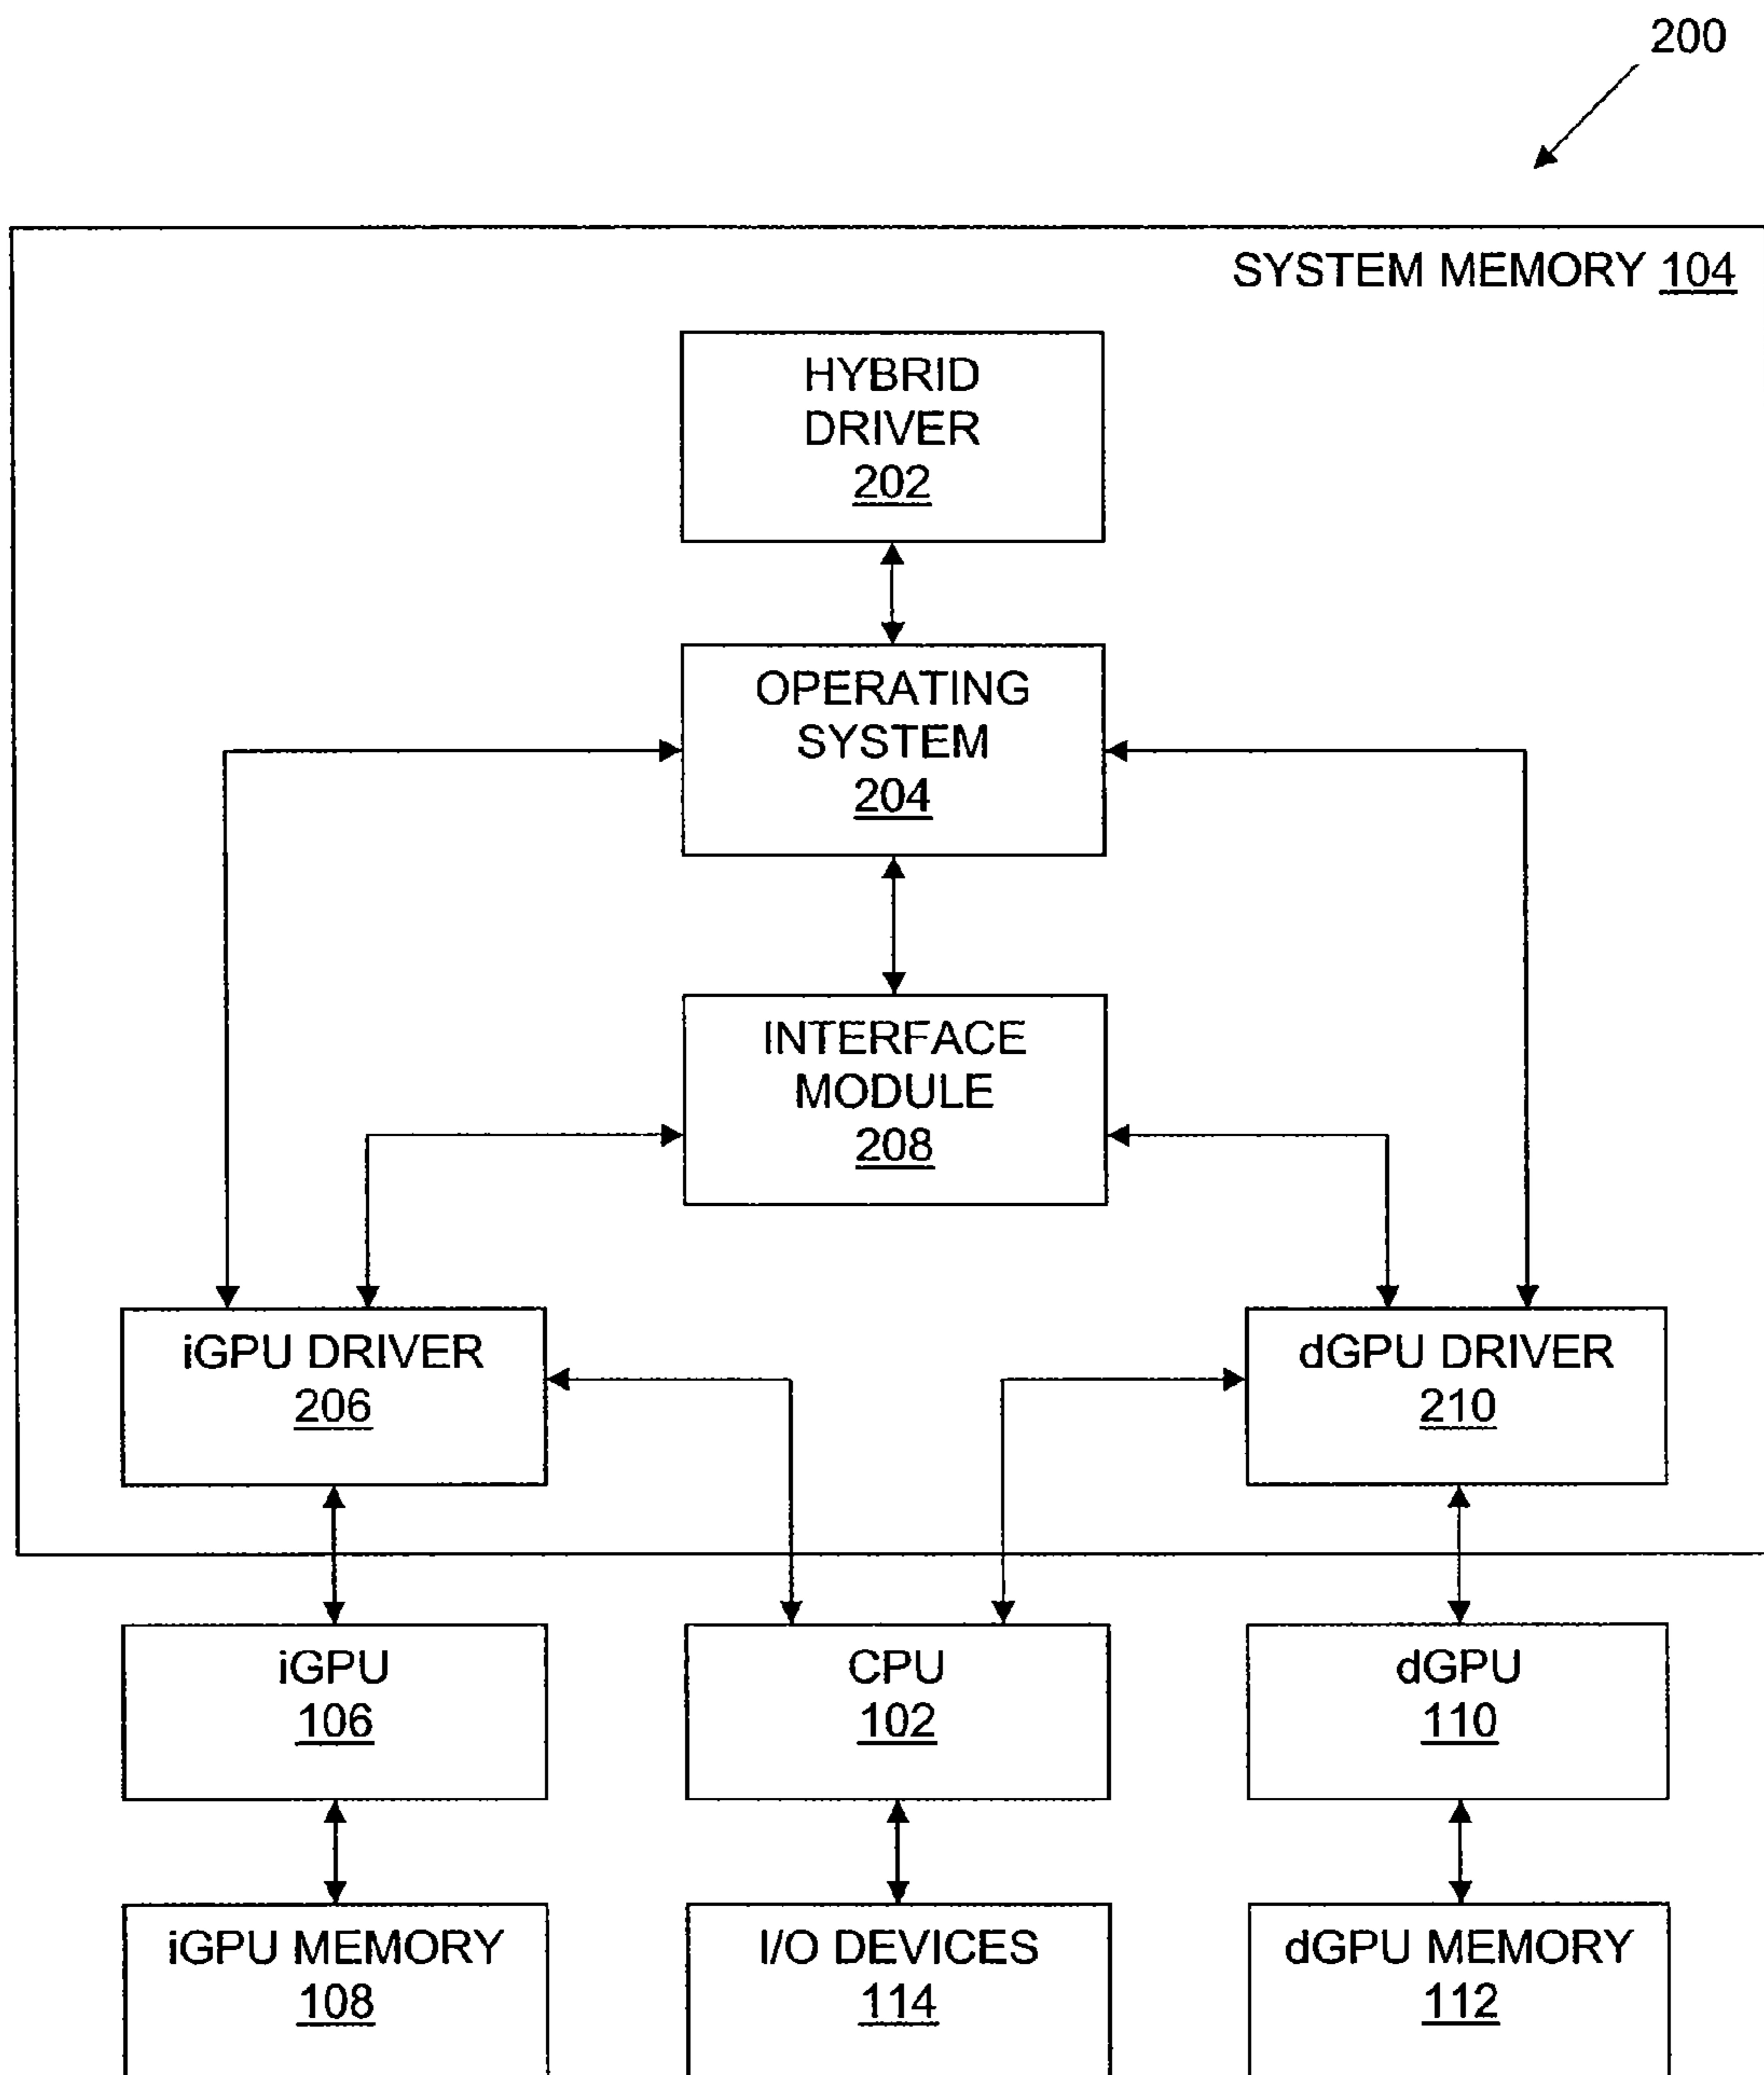 200
SYSTEM MEMORY 104
HYBRID
DRIVER
202
OPERATING
SYSTEM
204
INTERFACE
MODULE
208
iGPU DRIVER
206
dGPU DRIVER
210
iGPU
106
CPU
102
dGPU
110
iGPU MEMORY
108
I/O DEVICES
114
dGPU MEMORY
112